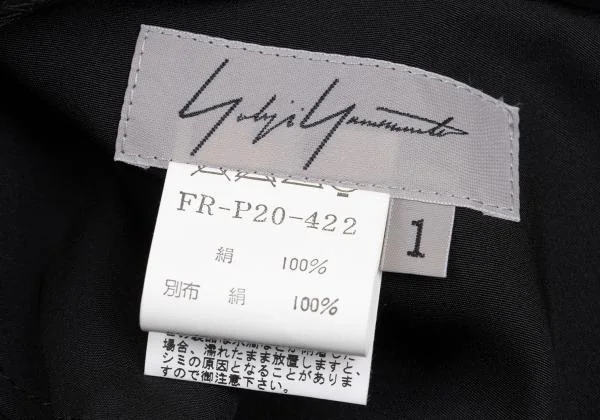 Yohji Yamamoto
1
FR-P20-422
絹 100%
別布 絹 100%
場合、濡れたまま放置しますと、
シミの原因となることがありま
すので御注意下さい。